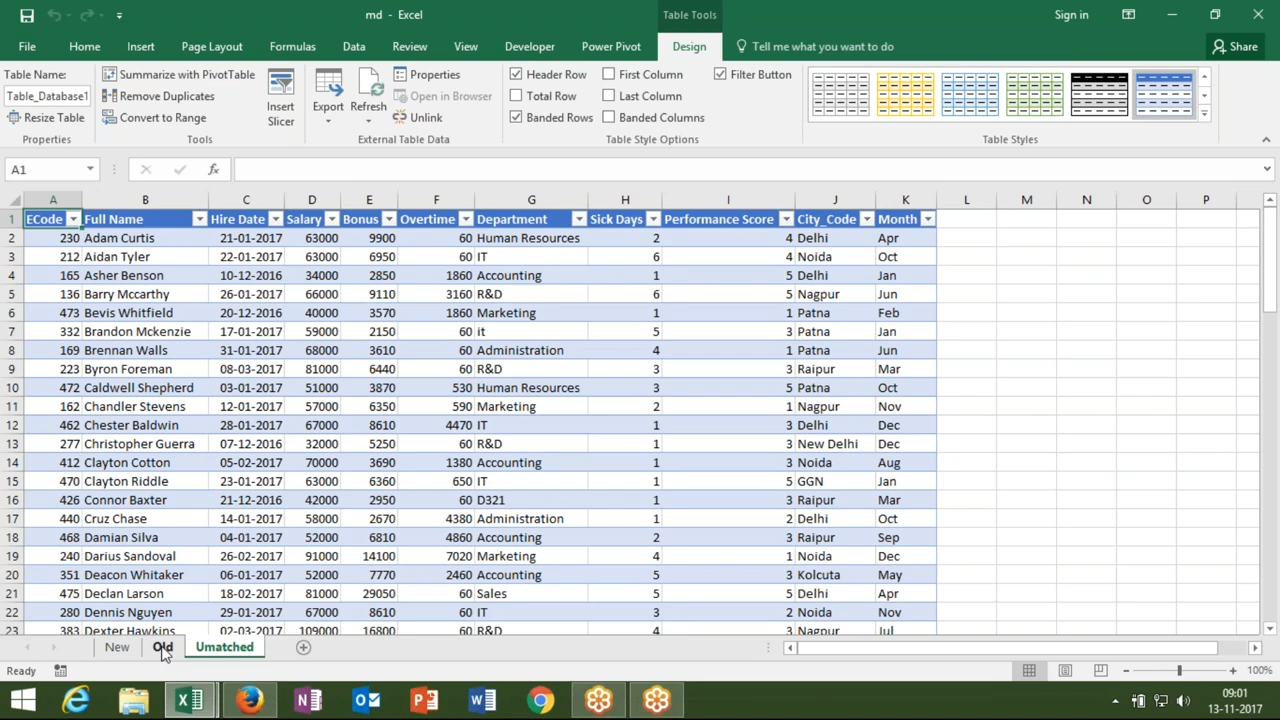 md - Excel
Table Tools
Sign in
File Home Insert Page Layout Formulas Data Review View Developer Power Pivot Design Tell me what you want to do Share
Table Name:
Table_Database1
Resize Table
Properties
Summarize with PivotTable
Remove Duplicates
Convert to Range
Tools
Insert
Slicer
Export
Refresh
Properties
Open in Browser
Unlink
External Table Data
Header Row First Column Filter Button
Total Row Last Column
Banded Rows Banded Columns
Table Style Options
Table Styles
A1 fx
A B C D E F G H I J K L M N O P
1 ECode Full Name Hire Date Salary Bonus Overtime Department Sick Days Performance Score City_Code Month
2 230 Adam Curtis 21-01-2017 63000 9900 60 Human Resources 2 4 Delhi Apr
3 212 Aidan Tyler 22-01-2017 63000 6950 60 IT 6 4 Noida Oct
4 165 Asher Benson 10-12-2016 34000 2850 1860 Accounting 1 5 Delhi Jan
5 136 Barry Mccarthy 26-01-2017 66000 9110 3160 R&D 6 5 Nagpur Jun
6 473 Bevis Whitfield 20-12-2016 40000 3570 1860 Marketing 1 1 Patna Feb
7 332 Brandon Mckenzie 17-01-2017 59000 2150 60 it 5 3 Patna Jan
8 169 Brennan Walls 31-01-2017 68000 3610 60 Administration 4 1 Patna Jun
9 223 Byron Foreman 08-03-2017 81000 6440 60 R&D 3 3 Raipur Mar
10 472 Caldwell Shepherd 03-01-2017 51000 3870 530 Human Resources 3 5 Patna Oct
11 162 Chandler Stevens 12-01-2017 57000 6350 590 Marketing 2 1 Nagpur Nov
12 462 Chester Baldwin 28-01-2017 67000 8610 4470 IT 1 3 Delhi Dec
13 277 Christopher Guerra 07-12-2016 32000 5250 60 R&D 1 3 New Delhi Dec
14 412 Clayton Cotton 05-02-2017 70000 3690 1380 Accounting 1 3 Noida Aug
15 470 Clayton Riddle 23-01-2017 63000 6360 650 IT 1 5 GGN Jan
16 426 Connor Baxter 21-12-2016 42000 2950 60 D321 1 3 Raipur Mar
17 440 Cruz Chase 14-01-2017 58000 2670 4380 Administration 1 2 Delhi Oct
18 468 Damian Silva 04-01-2017 52000 6810 4860 Accounting 2 3 Raipur Sep
19 240 Darius Sandoval 26-02-2017 91000 14100 7020 Marketing 4 1 Noida Dec
20 351 Deacon Whitaker 06-01-2017 52000 7770 2460 Accounting 5 3 Kolcuta May
21 475 Declan Larson 18-02-2017 81000 29050 60 Sales 5 5 Delhi Apr
22 280 Dennis Nguyen 29-01-2017 67000 8610 60 IT 3 2 Noida Nov
23 383 Dexter Hawkins 02-03-2017 109000 16800 60 R&D 4 3 Nagpur Jul
New Old Umatched
Ready 100%
09:01
13-11-2017